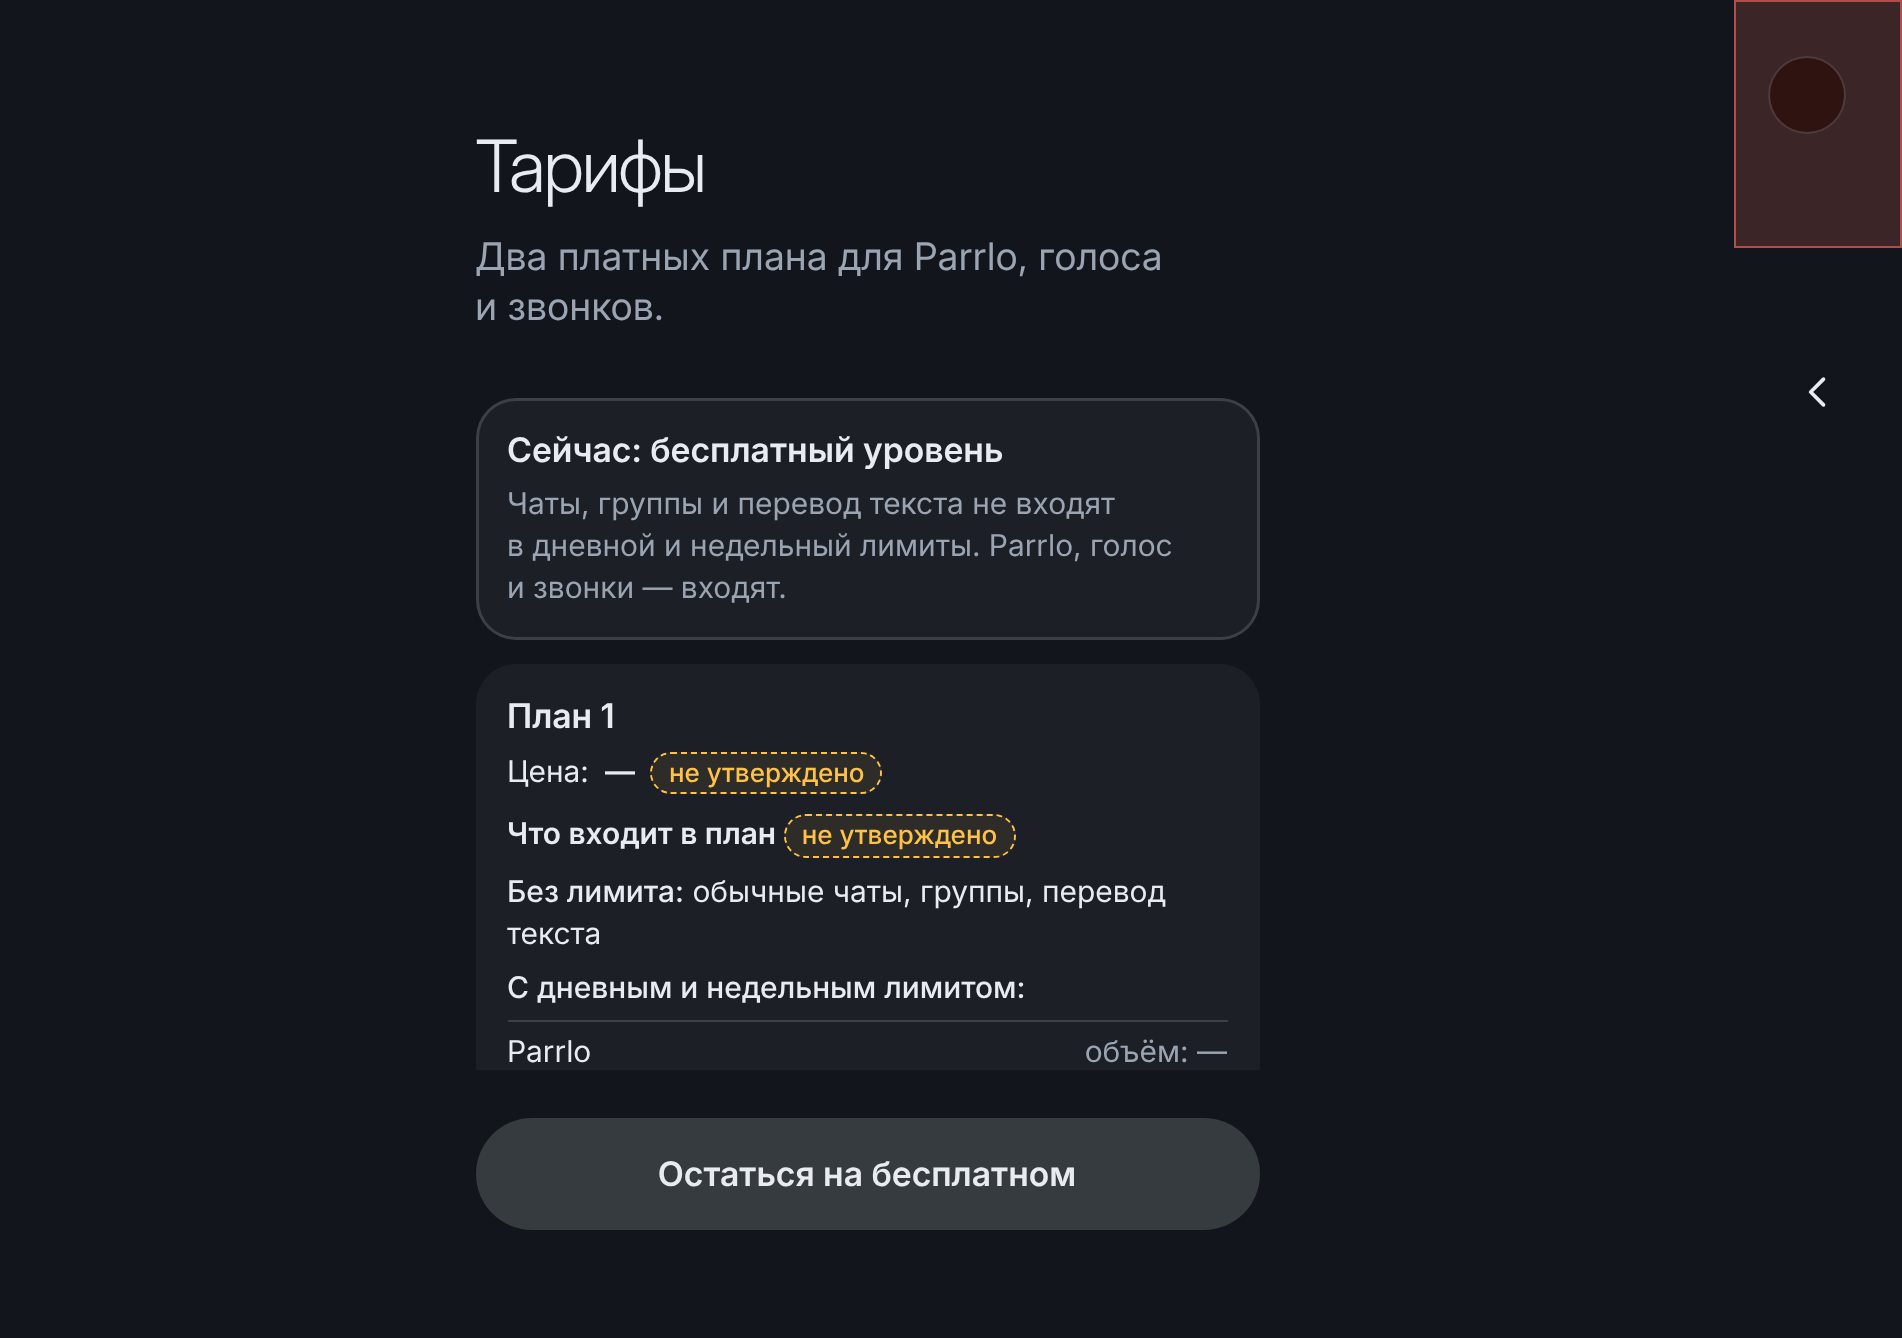 Тарифы
Два платных плана для Parrlo, голоса
и звонков.
Сейчас: бесплатный уровень
Чаты, группы и перевод текста не входят
в дневной и недельный лимиты. Parrlo, голос
и звонки — входят.
План 1
Цена: — не утверждено
Что входит в план не утверждено
Без лимита: обычные чаты, группы, перевод
текста
С дневным и недельным лимитом:
Parrlo объём: —
Остаться на бесплатном